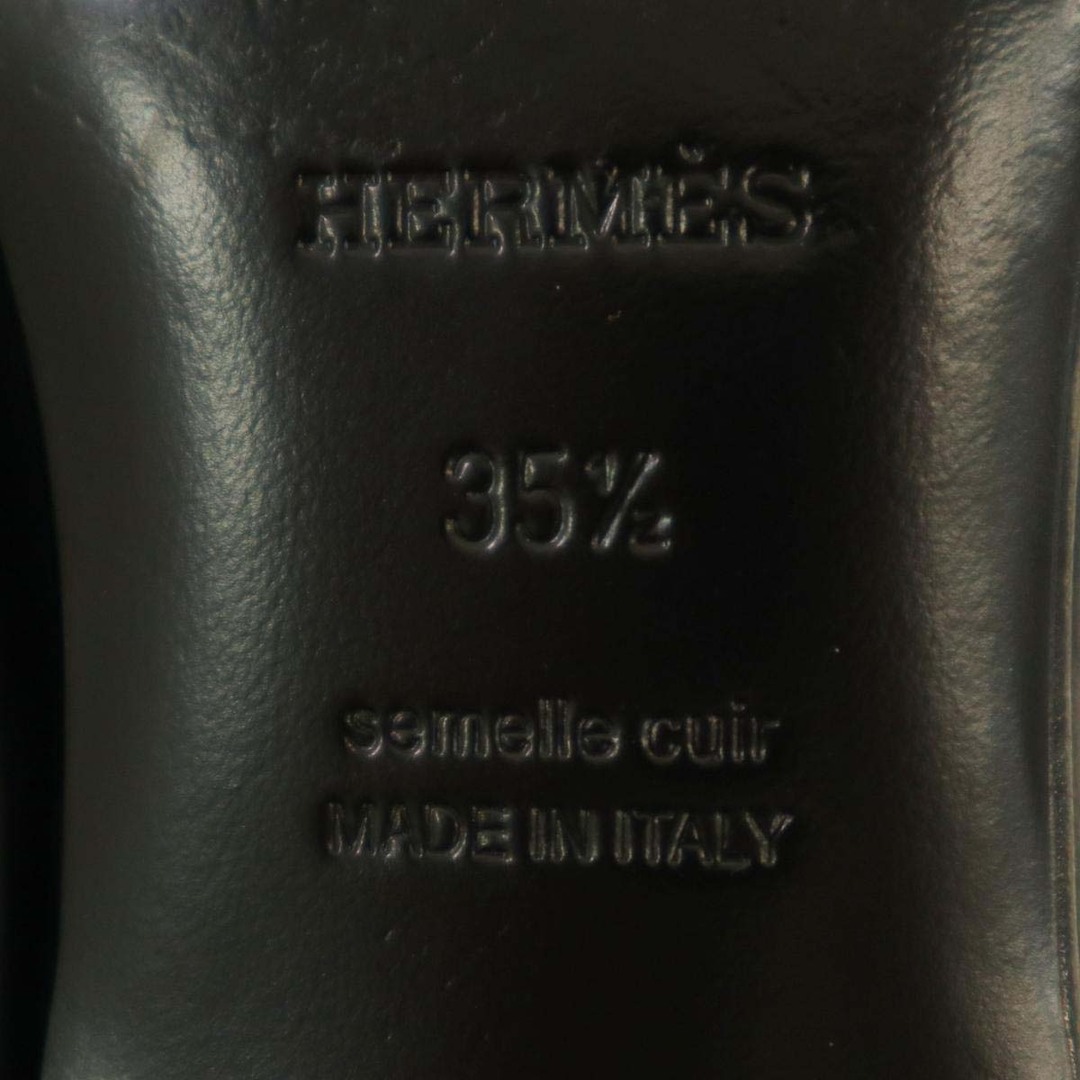 HERMÈS
35½
semelle cuir
MADE IN ITALY